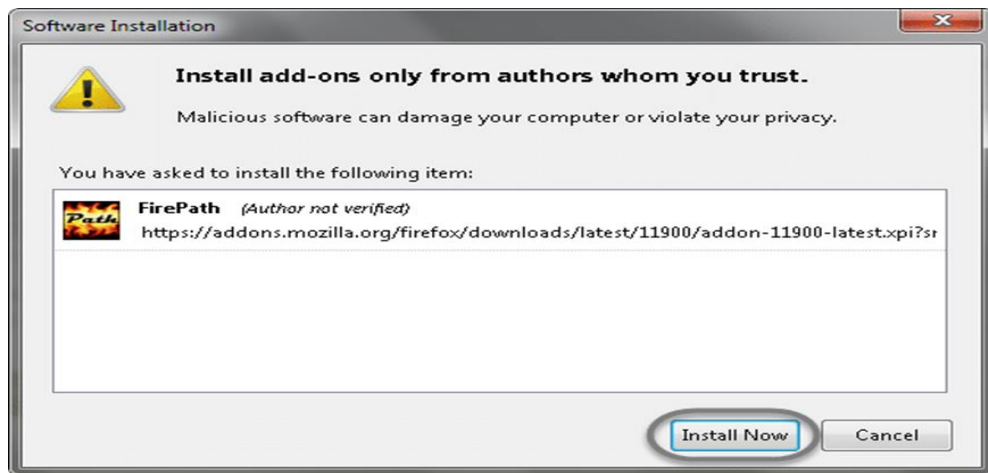 Software Installation
Install add-ons only from authors whom you trust.
Malicious software can damage your computer or violate your privacy.
You have asked to install the following item:
Path
FirePath (Author not verified)
https://addons.mozilla.org/firefox/downloads/latest/11900/addon-11900-latest.xpi?sr
Install Now
Cancel